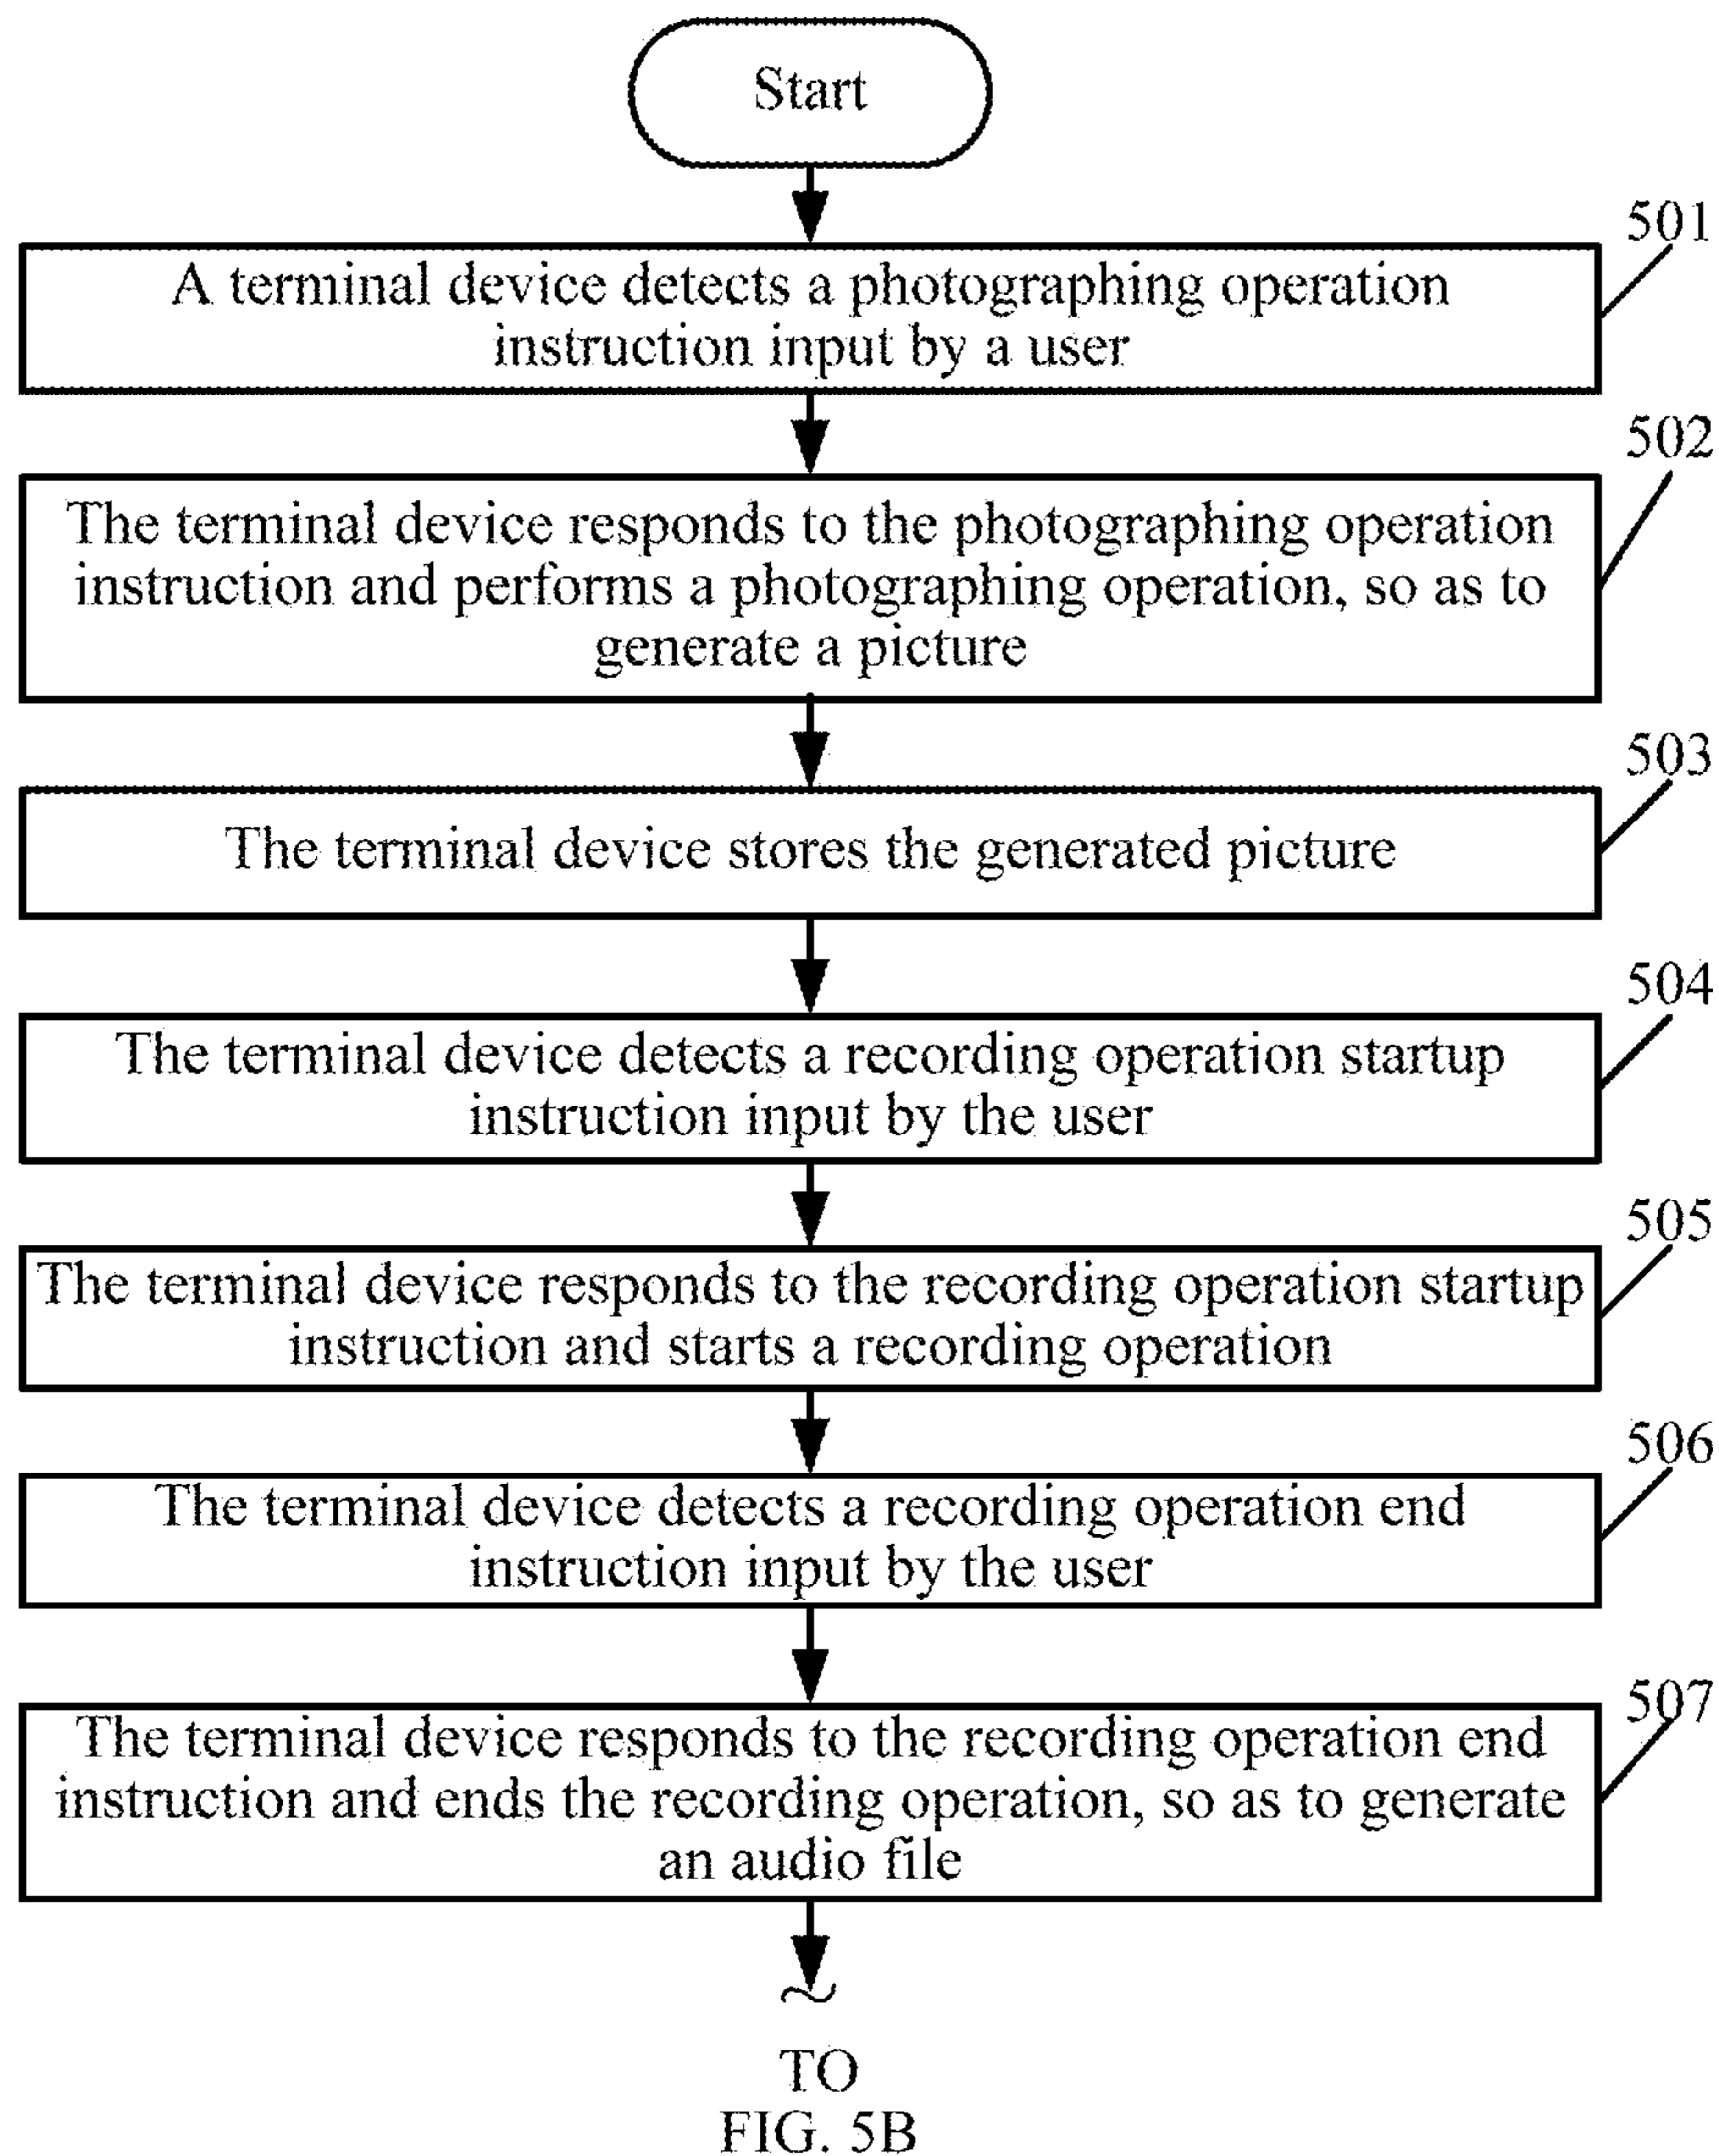 Start
501
A terminal device detects a photographing operation
instruction input by a user
502
The terminal device responds to the photographing operation
instruction and performs a photographing operation, so as to
generate a picture
503
The terminal device stores the generated picture
504
The terminal device detects a recording operation startup
instruction input by the user
505
The terminal device responds to the recording operation startup
instruction and starts a recording operation
506
The terminal device detects a recording operation end
instruction input by the user
507
The terminal device responds to the recording operation end
instruction and ends the recording operation, so as to generate
an audio file
~
TO
FIG. 5B